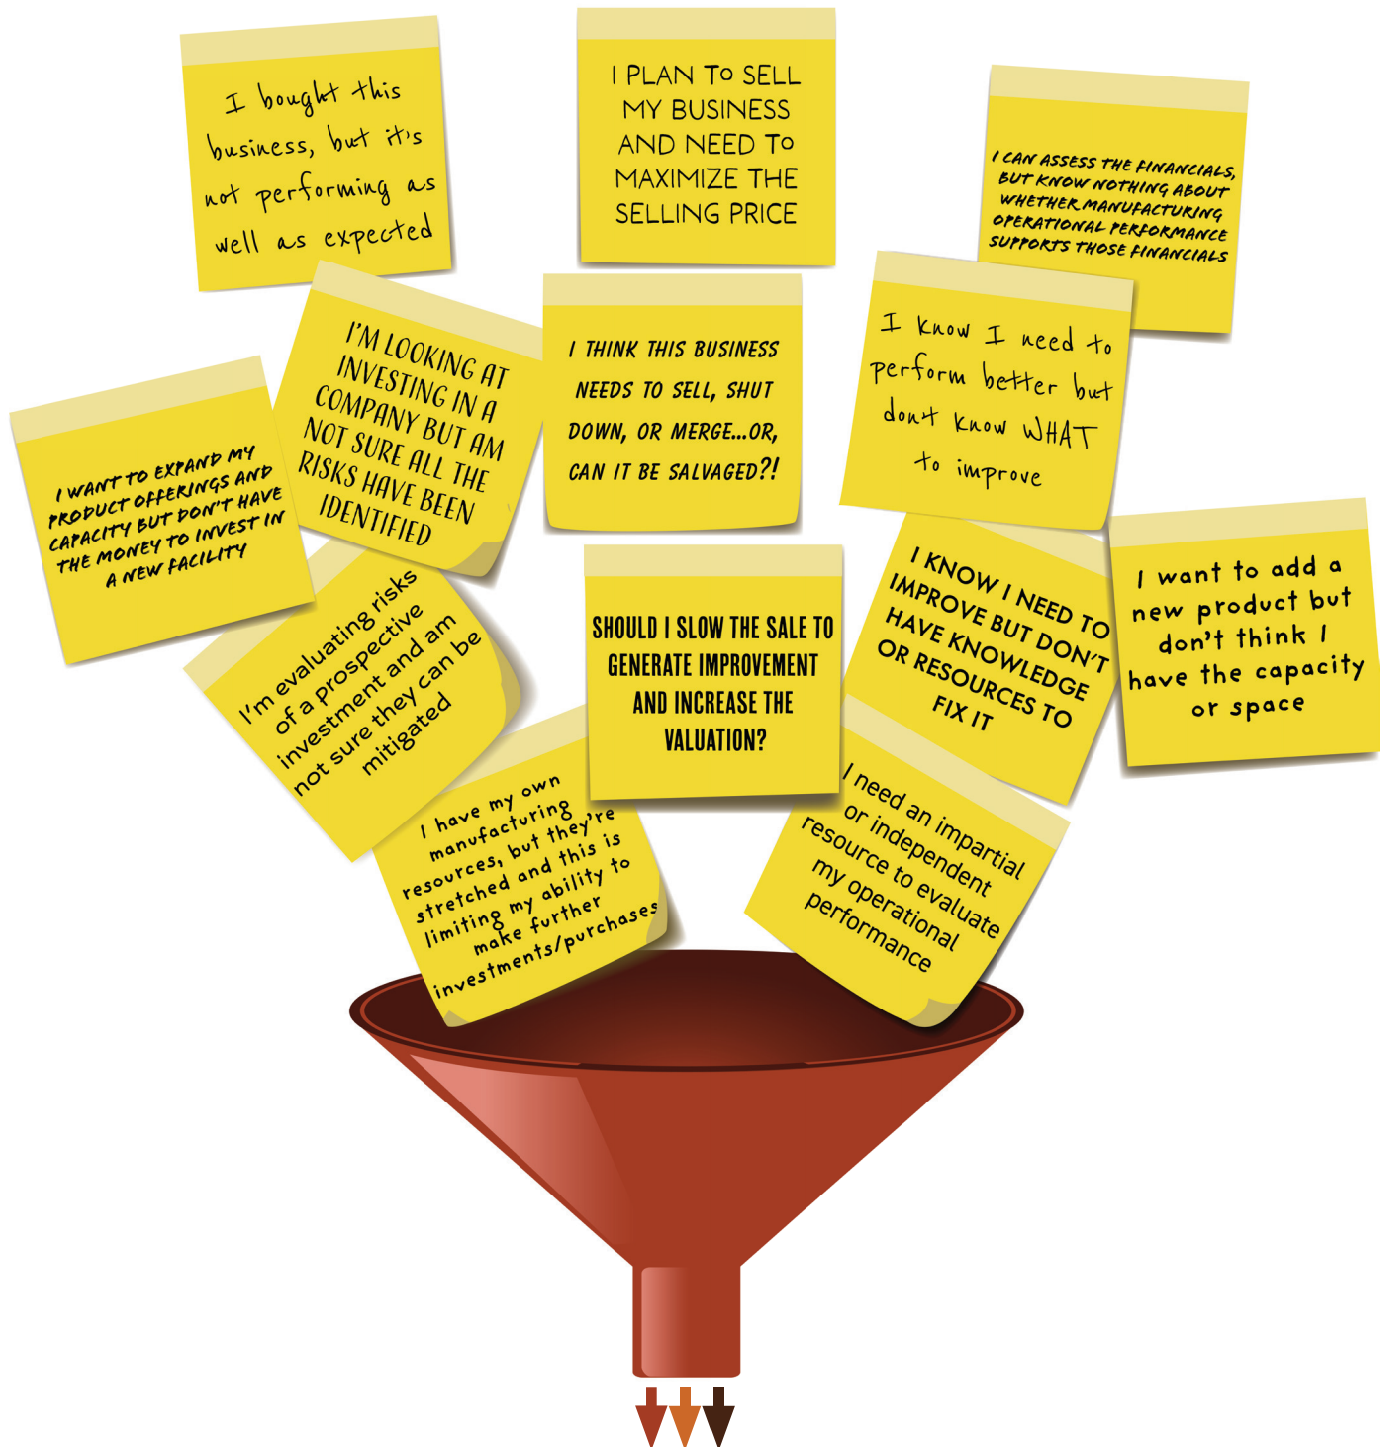 I bought this
business, but it's
not performing as
well as expected
I PLAN TO SELL
MY BUSINESS
AND NEED TO
MAXIMIZE THE
SELLING PRICE
I CAN ASSESS THE FINANCIALS,
BUT KNOW NOTHING ABOUT
WHETHER MANUFACTURING
OPERATIONAL PERFORMANCE
SUPPORTS THOSE FINANCIALS
I'M LOOKING AT
INVESTING IN A
COMPANY BUT AM
NOT SURE ALL THE
RISKS HAVE BEEN
IDENTIFIED
I THINK THIS BUSINESS
NEEDS TO SELL, SHUT
DOWN, OR MERGE...OR,
CAN IT BE SALVAGED?!
I know I need to
perform better but
don't know WHAT
to improve
I WANT TO EXPAND MY
PRODUCT OFFERINGS AND
CAPACITY BUT DON'T HAVE
THE MONEY TO INVEST IN
A NEW FACILITY
I'm evaluating risks
of a prospective
investment and am
not sure they can be
mitigated
SHOULD I SLOW THE SALE TO
GENERATE IMPROVEMENT
AND INCREASE THE
VALUATION?
I KNOW I NEED TO
IMPROVE BUT DON'T
HAVE KNOWLEDGE
OR RESOURCES TO
FIX IT
I want to add a
new product but
don't think I
have the capacity
or space
I have my own
manufacturing
resources, but they're
stretched and this is
limiting my ability to
make further
investments/purchases
I need an impartial
or independent
resource to evaluate
my operational
performance